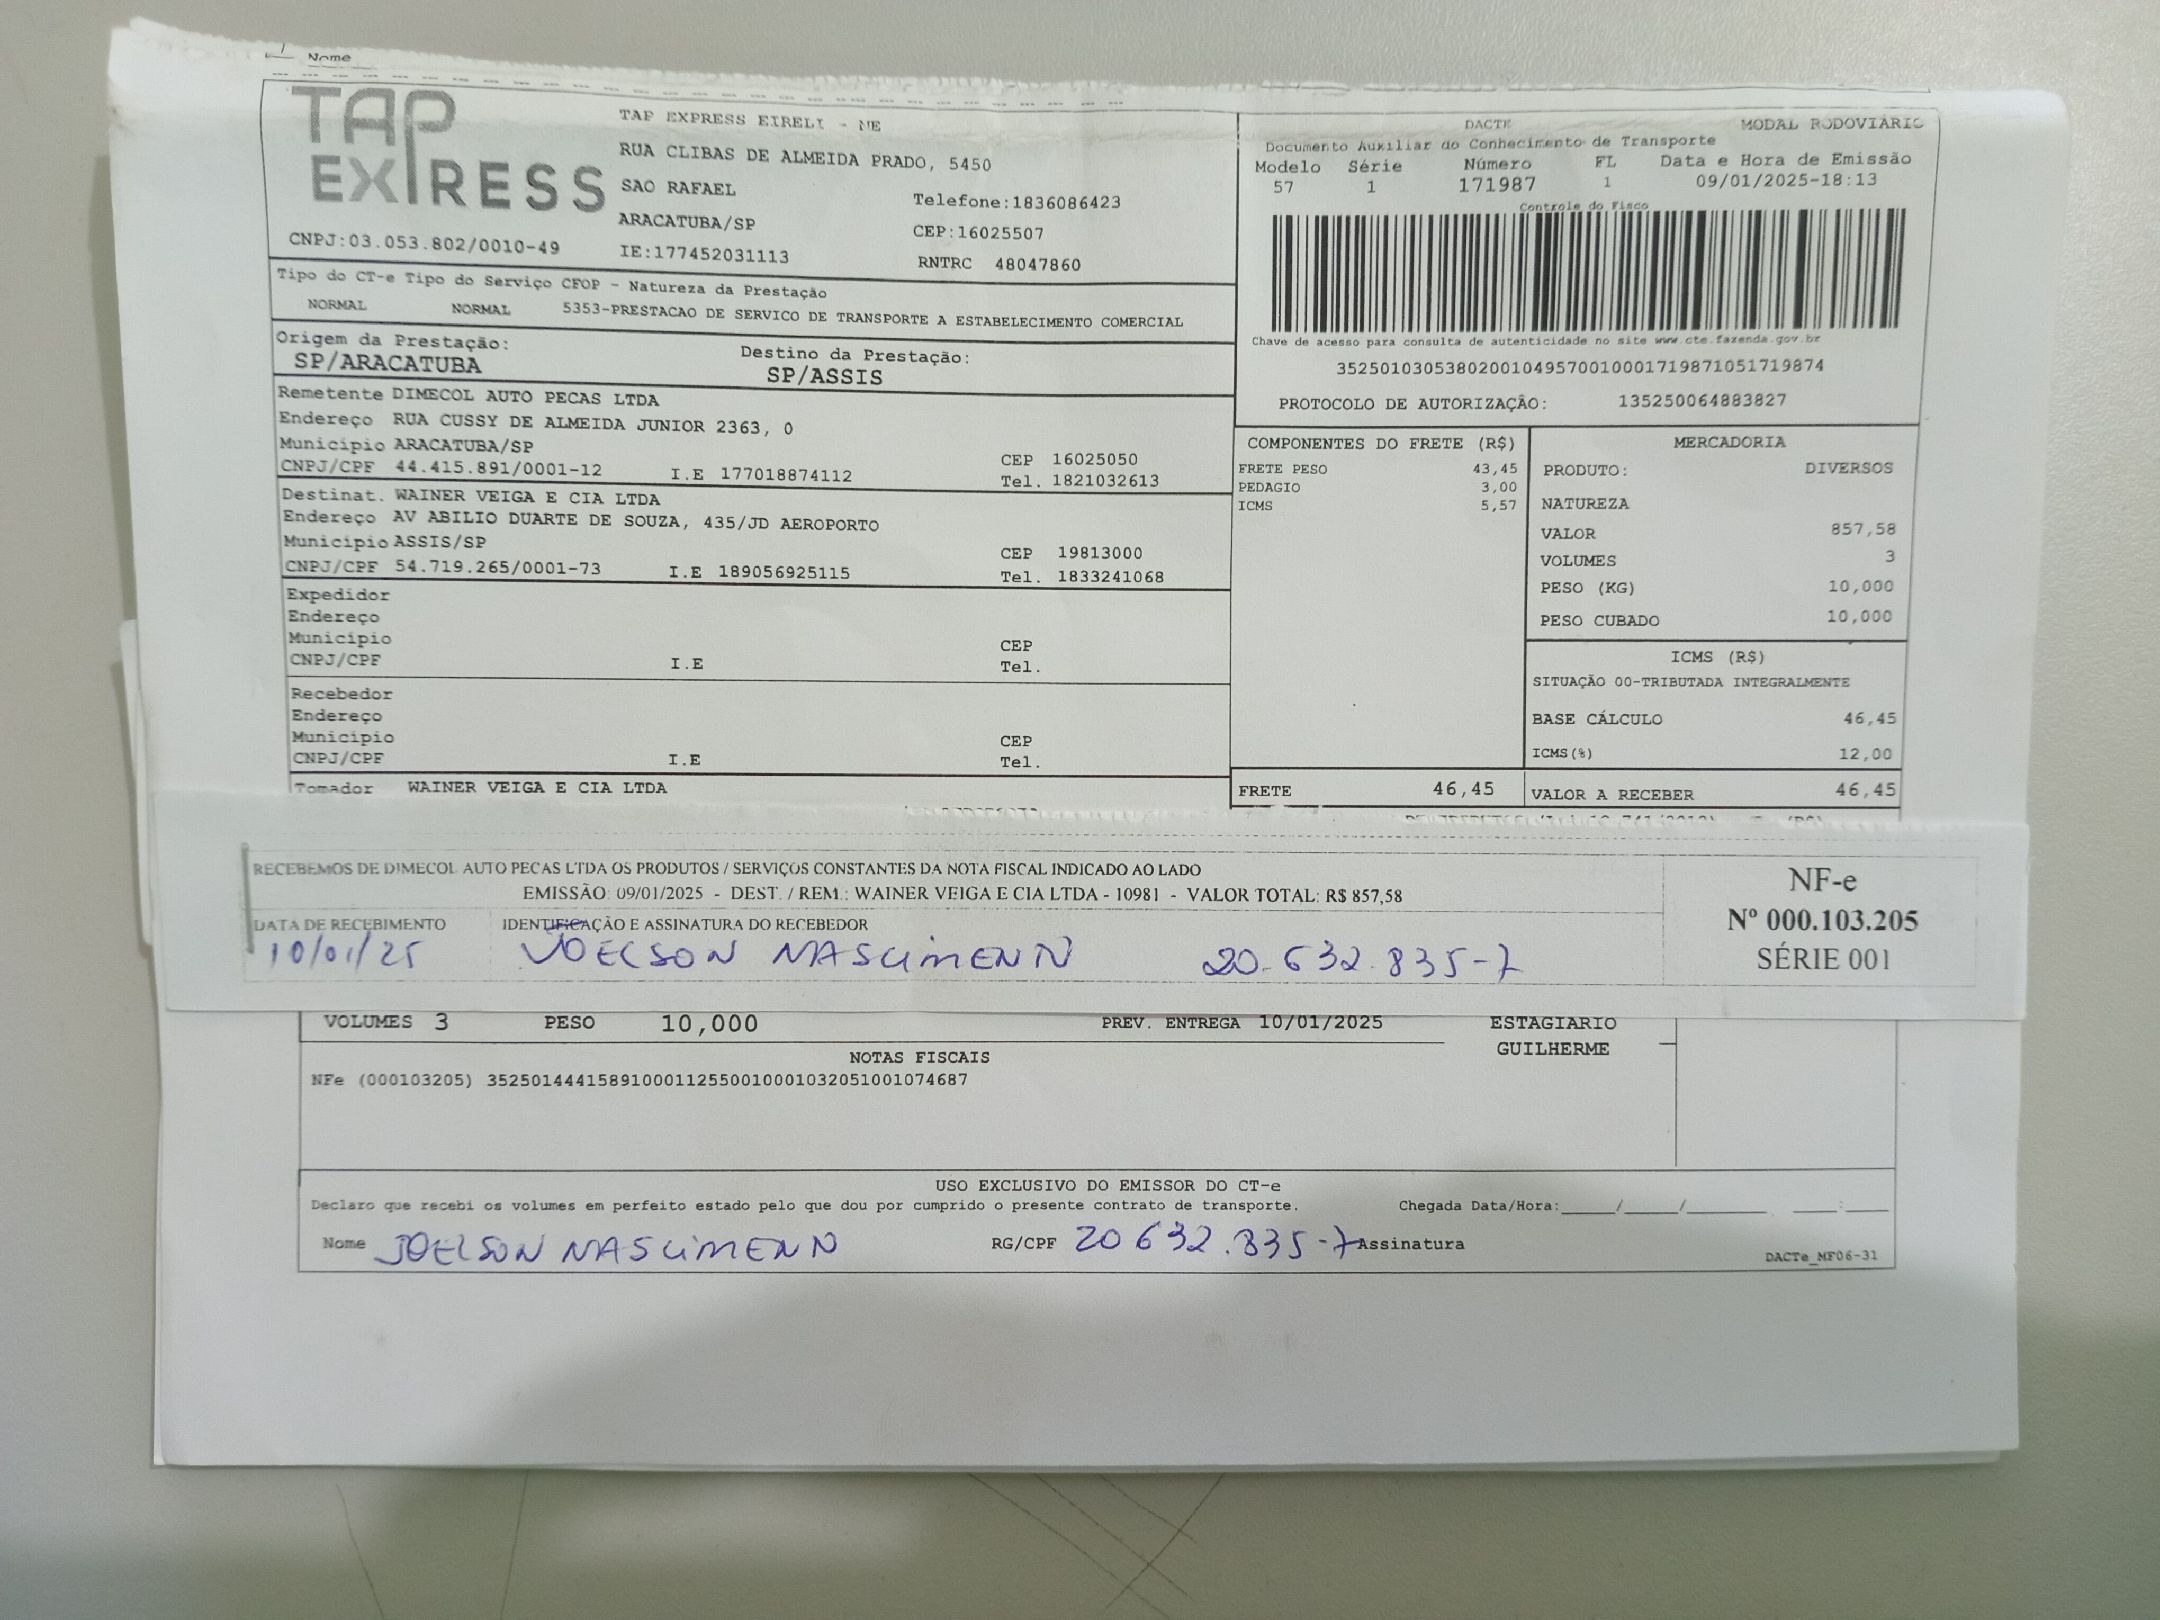 Nome
TAP
EXPRESS
TAP EXPRESS EIRELI - ME
RUA CLIBAS DE ALMEIDA PRADO, 5450
SAO RAFAEL
Telefone:1836086423
ARACATUBA/SP
CEP:16025507
CNPJ:03.053.802/0010-49
IE:177452031113
RNTRC 48047860
DACTE MODAL RODOVIÁRIO
Documento Auxiliar do Conhecimento de Transporte
Modelo Série Número FL Data e Hora de Emissão
57 1 171987 1 09/01/2025-18:13
Controle do Fisco
Chave de acesso para consulta de autenticidade no site www.cte.fazenda.gov.br
35250103053802001049570010001719871051719874
PROTOCOLO DE AUTORIZAÇÃO: 135250064883827
Tipo do CT-e Tipo do Serviço CFOP - Natureza da Prestação
NORMAL NORMAL 5353-PRESTACAO DE SERVICO DE TRANSPORTE A ESTABELECIMENTO COMERCIAL
Origem da Prestação: Destino da Prestação:
SP/ARACATUBA SP/ASSIS
Remetente DIMECOL AUTO PECAS LTDA
Endereço RUA CUSSY DE ALMEIDA JUNIOR 2363, 0
Município ARACATUBA/SP CEP 16025050
CNPJ/CPF 44.415.891/0001-12 I.E 177018874112 Tel. 1821032613
Destinat. WAINER VEIGA E CIA LTDA
Endereço AV ABILIO DUARTE DE SOUZA, 435/JD AEROPORTO
Município ASSIS/SP CEP 19813000
CNPJ/CPF 54.719.265/0001-73 I.E 189056925115 Tel. 1833241068
Expedidor
Endereço
Município CEP
CNPJ/CPF I.E Tel.
Recebedor
Endereço
Município CEP
CNPJ/CPF I.E Tel.
Tomador WAINER VEIGA E CIA LTDA
COMPONENTES DO FRETE (R$)
FRETE PESO 43,45
PEDAGIO 3,00
ICMS 5,57
FRETE 46,45
MERCADORIA
PRODUTO: DIVERSOS
NATUREZA
VALOR 857,58
VOLUMES 3
PESO (KG) 10,000
PESO CUBADO 10,000
ICMS (R$)
SITUAÇÃO 00-TRIBUTADA INTEGRALMENTE
BASE CÁLCULO 46,45
ICMS(%) 12,00
VALOR A RECEBER 46,45
RECEBEMOS DE DIMECOL AUTO PECAS LTDA OS PRODUTOS / SERVIÇOS CONSTANTES DA NOTA FISCAL INDICADO AO LADO
EMISSÃO: 09/01/2025 - DEST. / REM.: WAINER VEIGA E CIA LTDA - 10981 - VALOR TOTAL: R$ 857,58
DATA DE RECEBIMENTO IDENTIFICAÇÃO E ASSINATURA DO RECEBEDOR
10/01/25 JOELSON NASCIMENN 20.632.835-7
NF-e
Nº 000.103.205
SÉRIE 001
VOLUMES 3 PESO 10,000 PREV. ENTREGA 10/01/2025 ESTAGIARIO
GUILHERME
NOTAS FISCAIS
NFe (000103205) 35250144415891000112550010001032051001074687
USO EXCLUSIVO DO EMISSOR DO CT-e
Declaro que recebi os volumes em perfeito estado pelo que dou por cumprido o presente contrato de transporte. Chegada Data/Hora:_____/_____/________ ____:____
Nome JOELSON NASCIMENN RG/CPF 20 632.835-7 Assinatura
DACTe_MF06-31